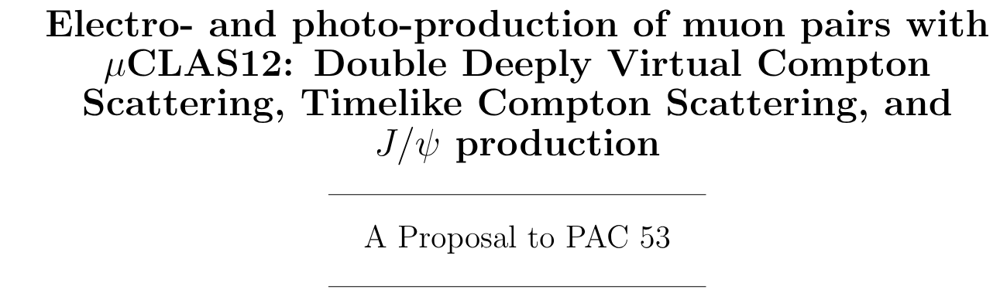 Electro- and photo-production of muon pairs with
μCLAS12: Double Deeply Virtual Compton
Scattering, Timelike Compton Scattering, and
J/ψ production
A Proposal to PAC 53